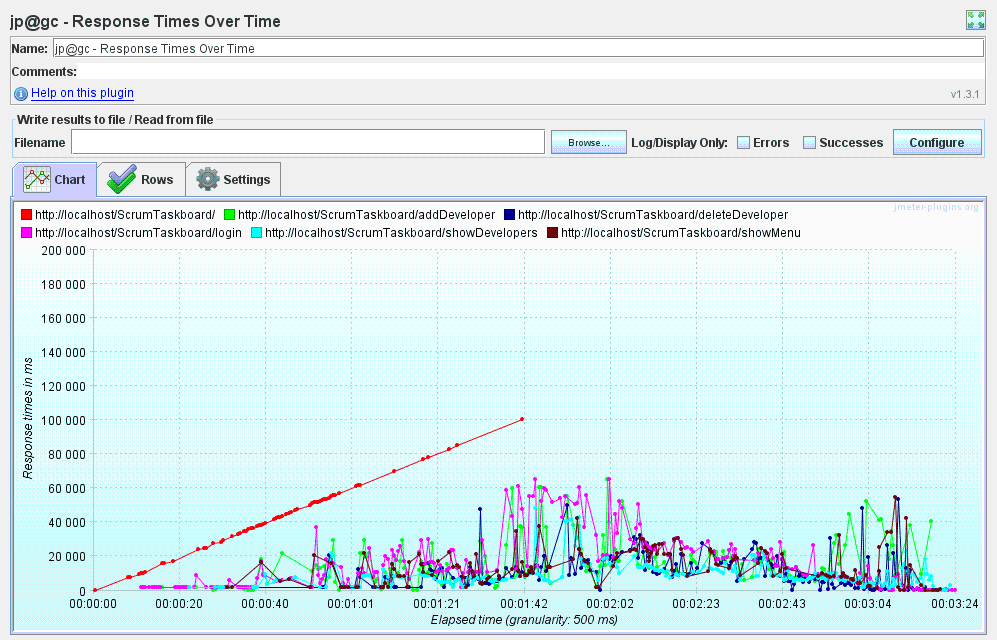 jp@gc - Response Times Over Time
Name: jp@gc - Response Times Over Time
Comments:
Help on this plugin v1.3.1
Write results to file / Read from file
Filename Browse... Log/Display Only: Errors Successes Configure
Chart Rows Settings
jmeter-plugins.org
http://localhost/ScrumTaskboard/ http://localhost/ScrumTaskboard/addDeveloper http://localhost/ScrumTaskboard/deleteDeveloper
http://localhost/ScrumTaskboard/login http://localhost/ScrumTaskboard/showDevelopers http://localhost/ScrumTaskboard/showMenu
200 000
180 000
160 000
140 000
120 000
100 000
80 000
60 000
40 000
20 000
0
Response times in ms
00:00:00 00:00:20 00:00:40 00:01:01 00:01:21 00:01:42 00:02:02 00:02:23 00:02:43 00:03:04 00:03:24
Elapsed time (granularity: 500 ms)